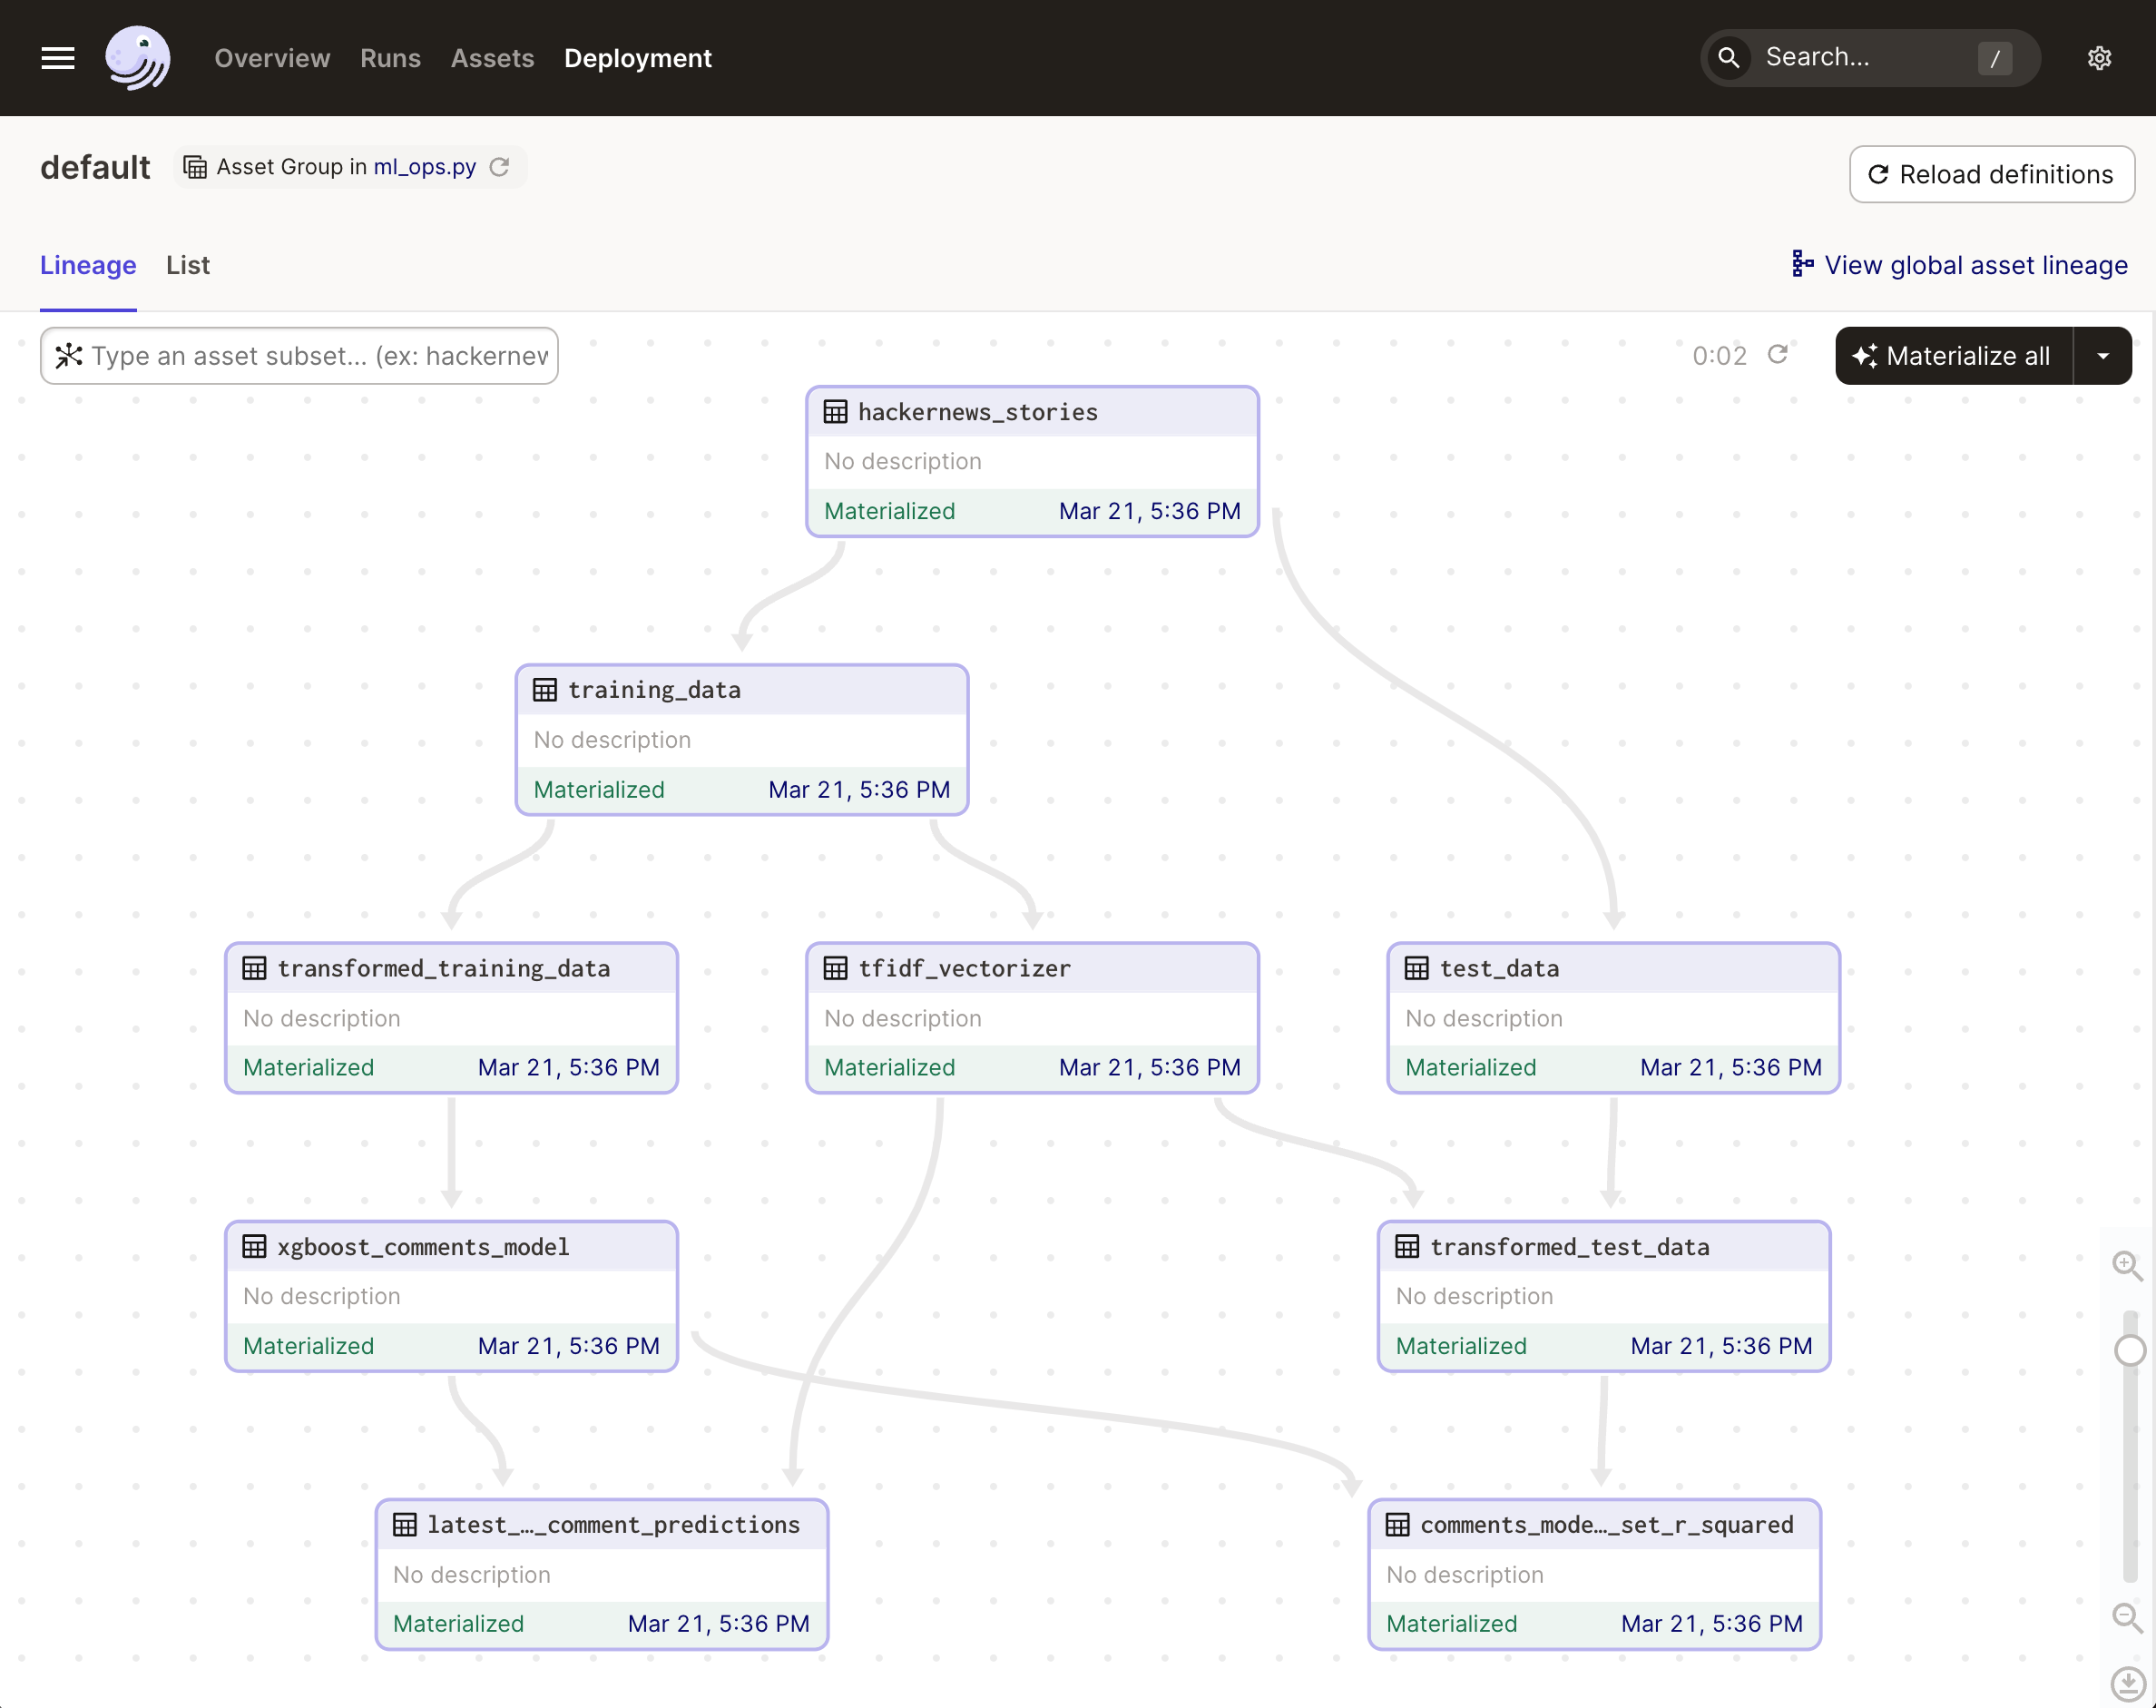 Overview Runs Assets Deployment Search... /
default Asset Group in ml_ops.py Reload definitions
Lineage List View global asset lineage
Type an asset subset... (ex: hackernew 0:02 Materialize all
hackernews_stories
No description
Materialized Mar 21, 5:36 PM
training_data
No description
Materialized Mar 21, 5:36 PM
transformed_training_data
No description
Materialized Mar 21, 5:36 PM
tfidf_vectorizer
No description
Materialized Mar 21, 5:36 PM
test_data
No description
Materialized Mar 21, 5:36 PM
xgboost_comments_model
No description
Materialized Mar 21, 5:36 PM
transformed_test_data
No description
Materialized Mar 21, 5:36 PM
latest_…_comment_predictions
No description
Materialized Mar 21, 5:36 PM
comments_mode…_set_r_squared
No description
Materialized Mar 21, 5:36 PM